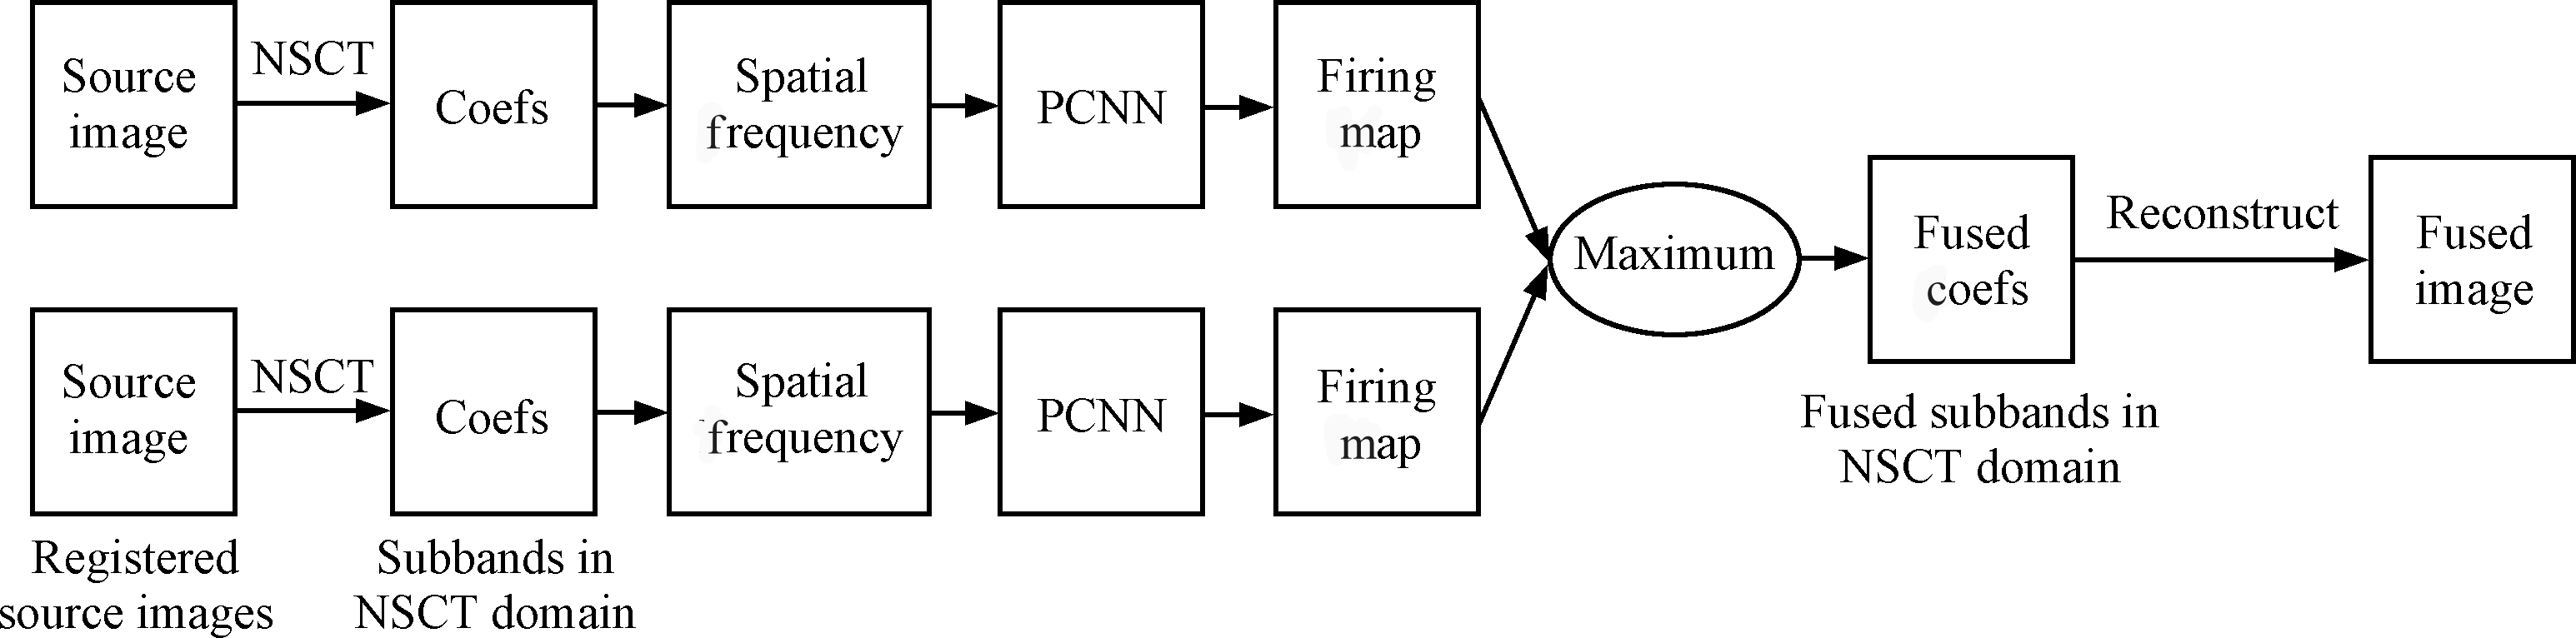 Source
image
NSCT
Coefs
Spatial
frequency
PCNN
Firing
map
Source
image
NSCT
Coefs
Spatial
frequency
PCNN
Firing
map
Maximum
Fused
coefs
Reconstruct
Fused
image
Registered
source images
Subbands in
NSCT domain
Fused subbands in
NSCT domain